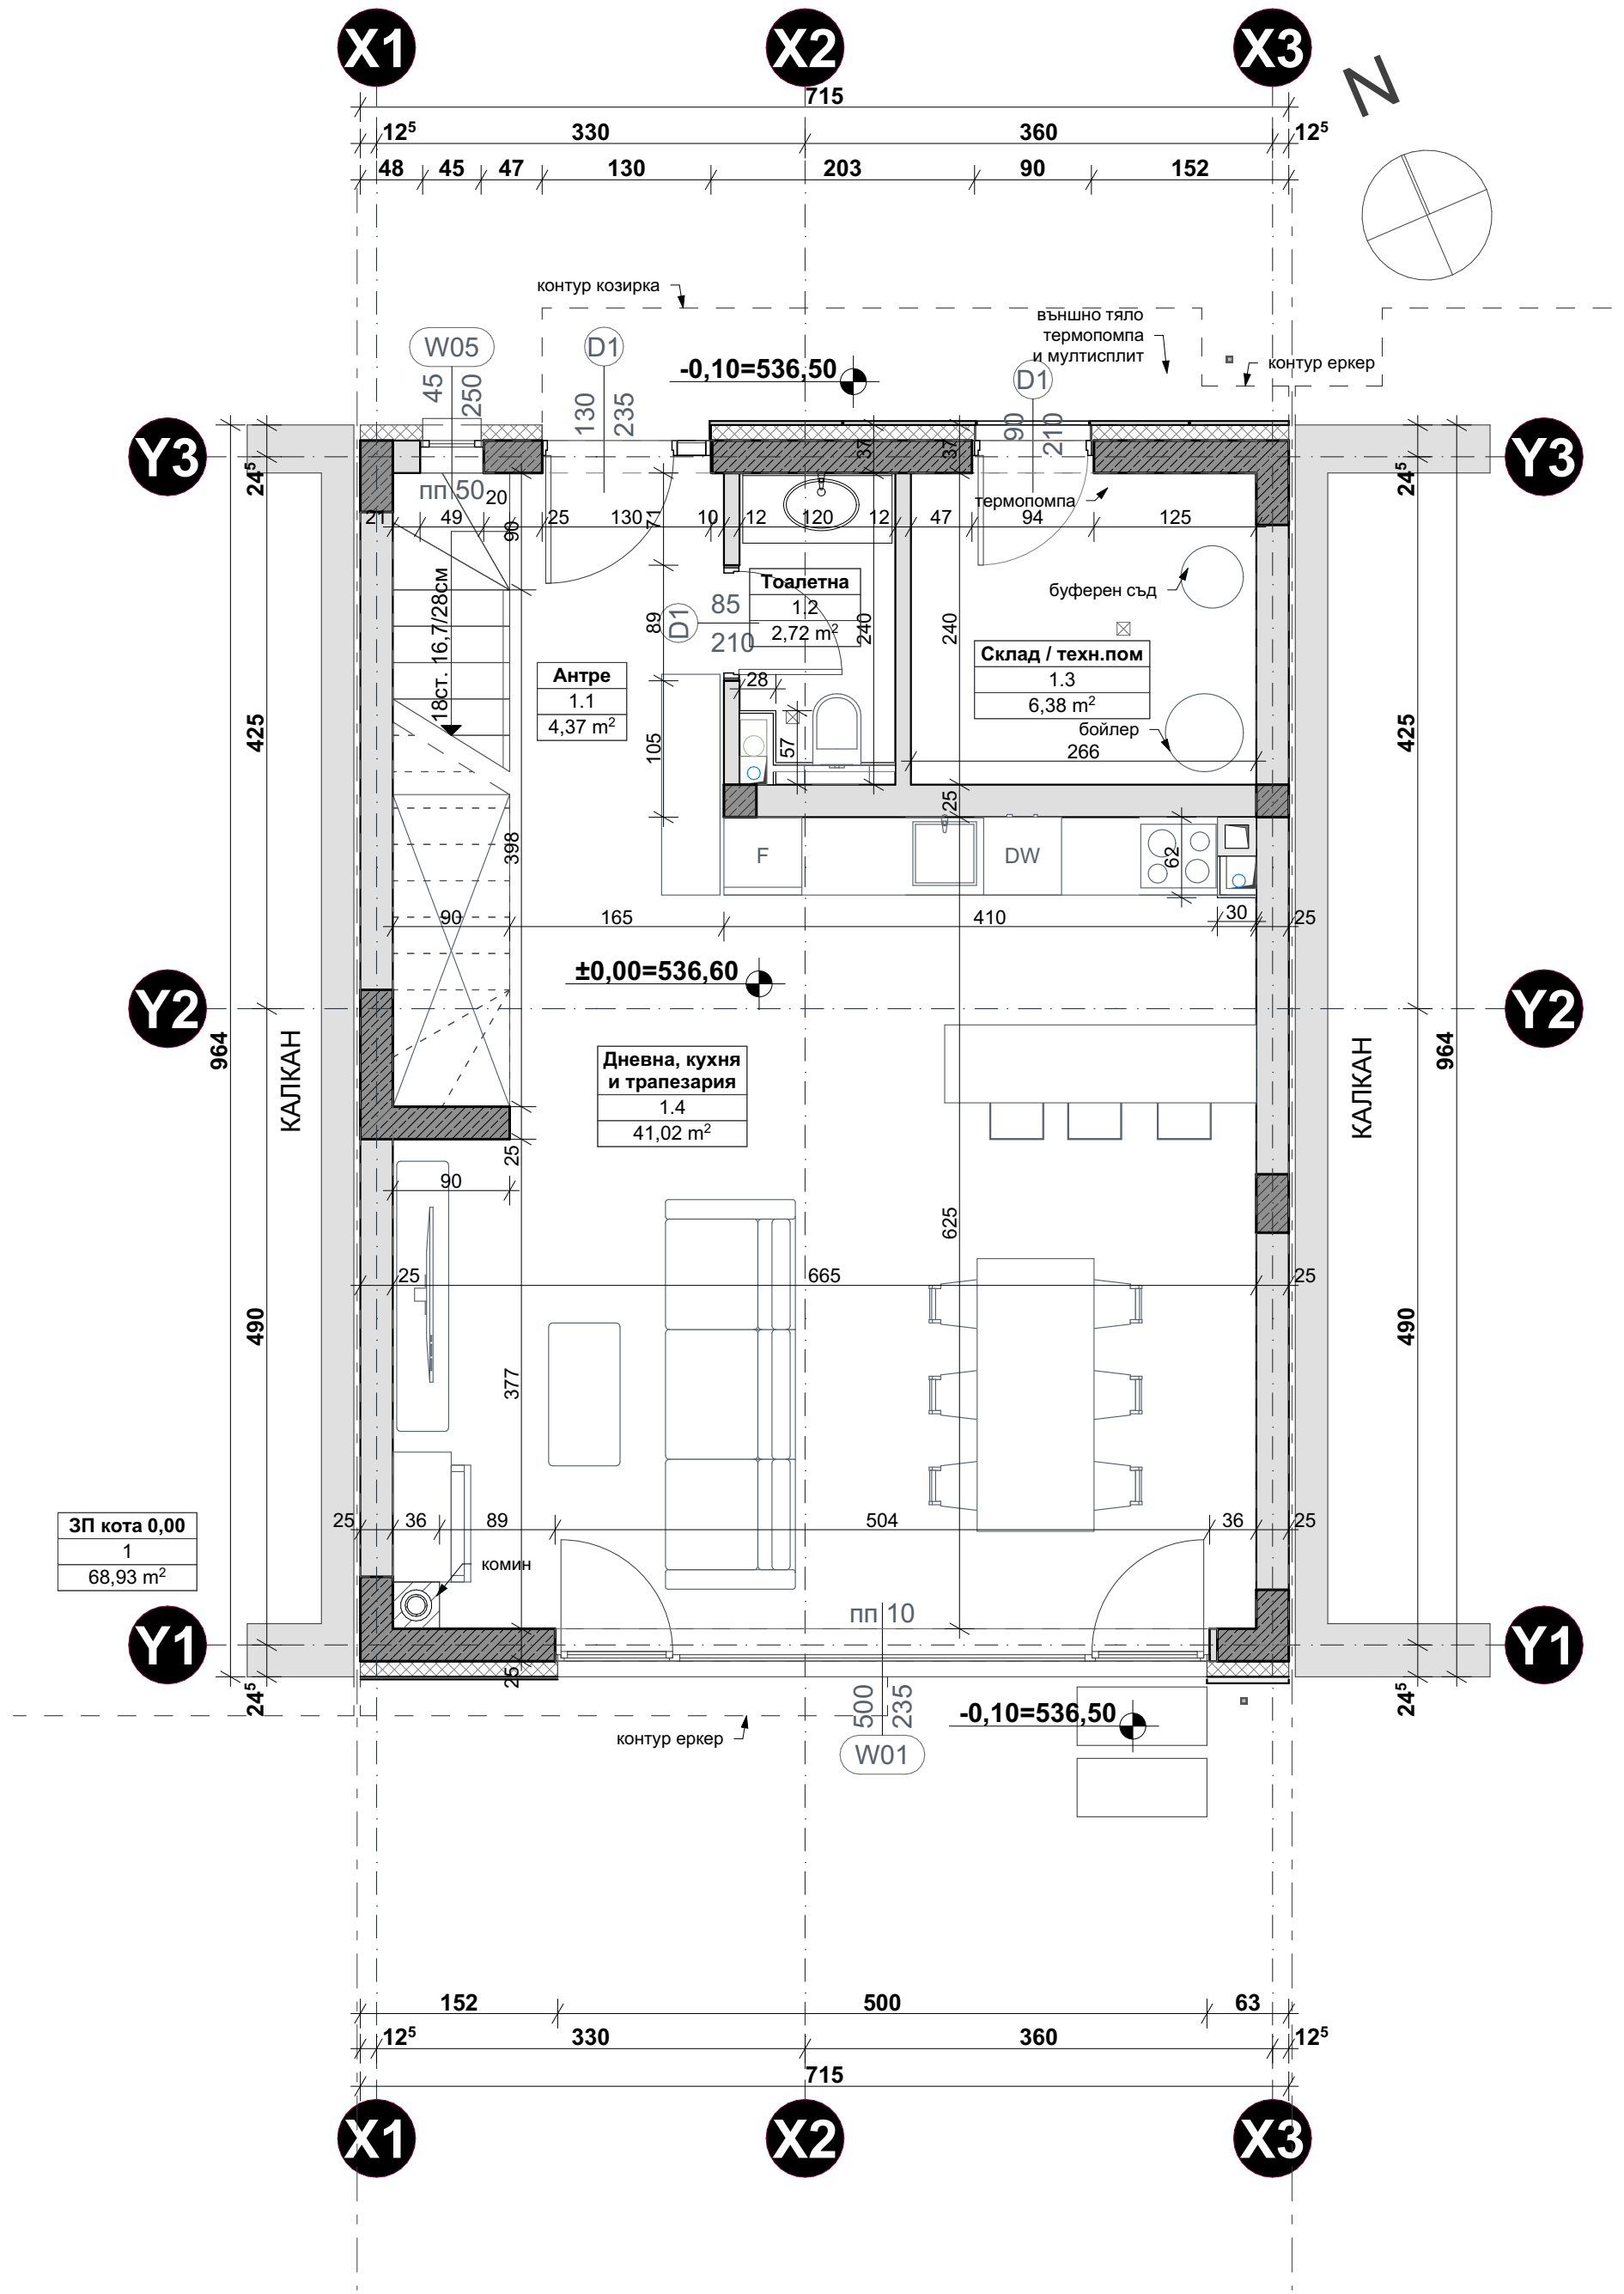 X1 X2 X3
N
715
12⁵ 330 360 12⁵
48 45 47 130 203 90 152
контур козирка
външно тяло
термопомпа
и мултисплит
контур еркер
W05
45
250
D1
130
235
-0,10=536,50
D1
90
210
Y3
Y3
24⁵
24⁵
37
37
пп 50
20
термопомпа
21 49 25 130 10 12 120 12 47 94 125
90
71
18ст. 16,7/28см
Тоалетна
1.2
2,72 m²
буферен съд
D1
85
210
89
240
240
Склад / техн.пом
1.3
6,38 m²
Антре
1.1
4,37 m²
28
бойлер
425
425
105
57
266
25
398
F
DW
62
90 165 410 30 25
±0,00=536,60
Y2
Y2
964
964
КАЛКАН
КАЛКАН
Дневна, кухня
и трапезария
1.4
41,02 m²
25
90
625
25 665 25
490
490
377
ЗП кота 0,00
1
68,93 m²
25 36 89 504 36 25
комин
пп 10
Y1
Y1
25
24⁵
24⁵
500
235
-0,10=536,50
контур еркер
W01
152 500 63
12⁵ 330 360 12⁵
715
X1 X2 X3